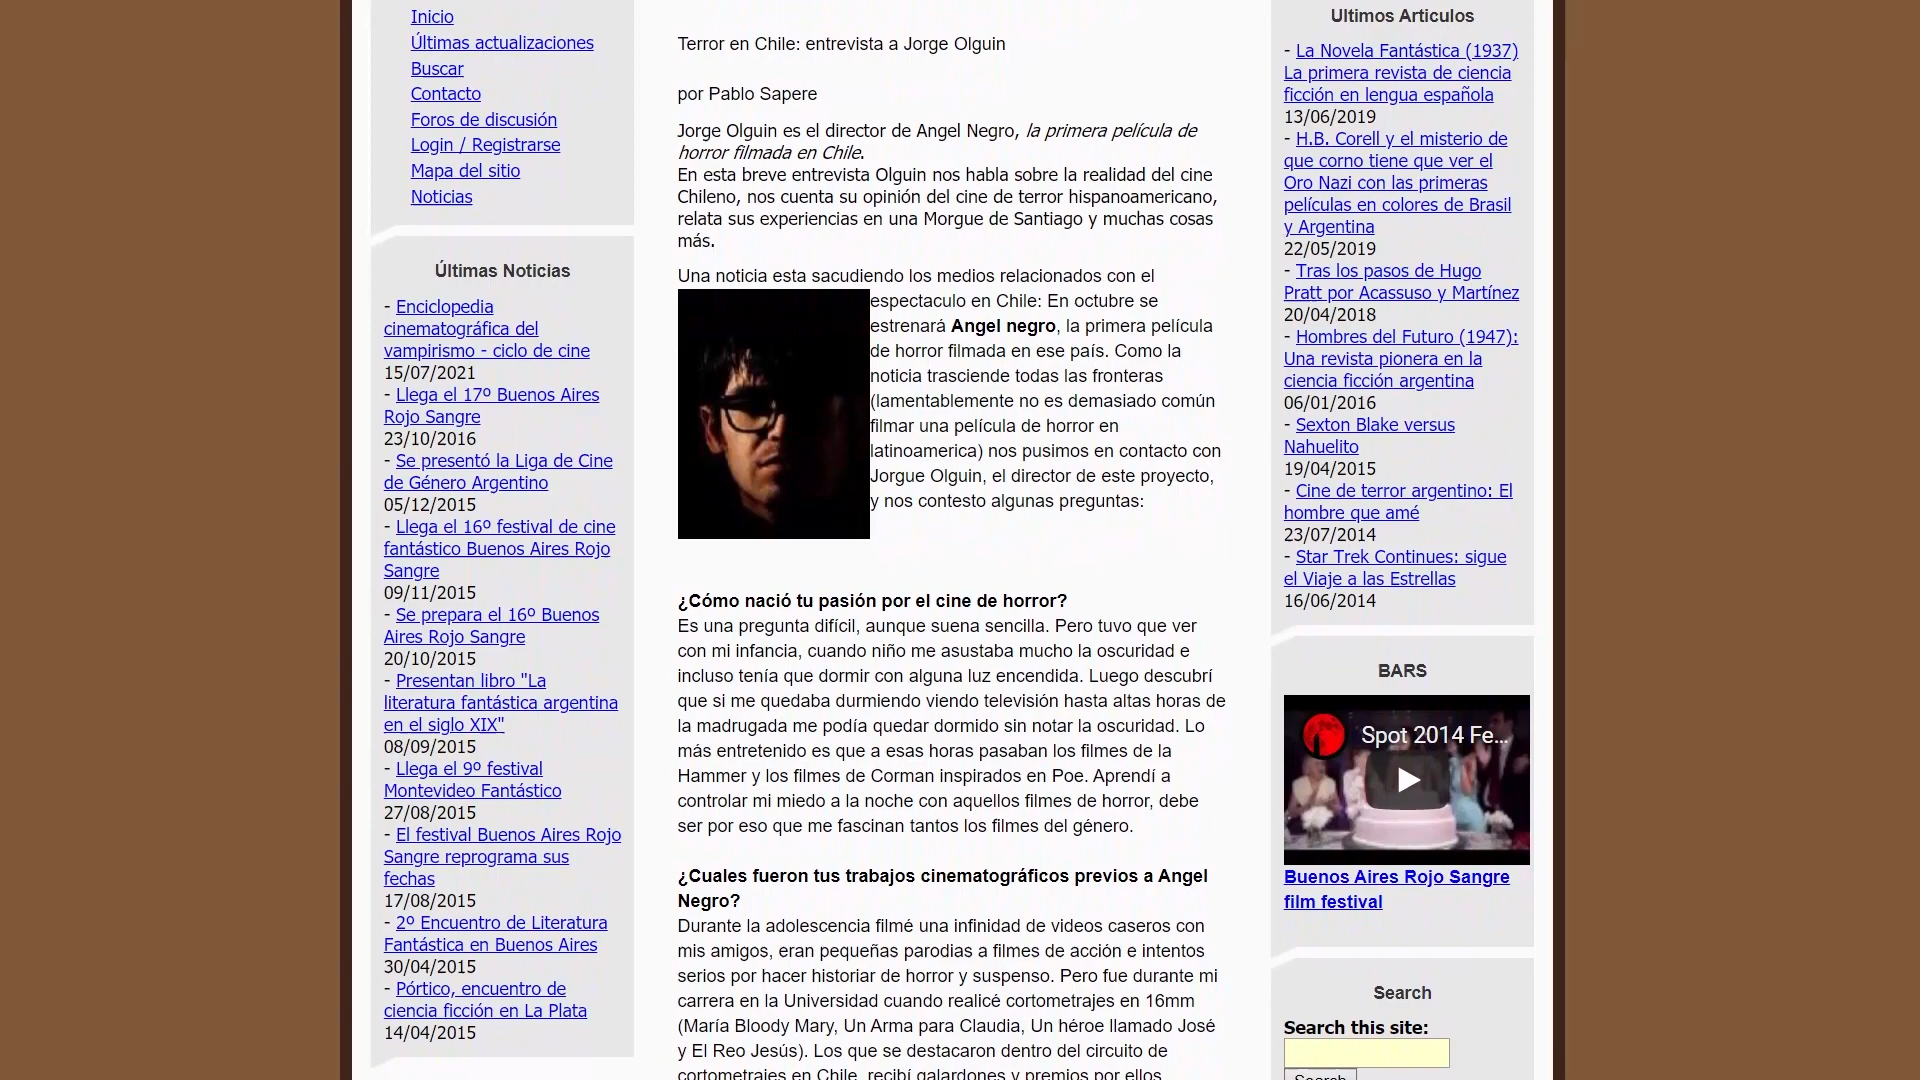 Inicio
Últimas actualizaciones
Buscar
Contacto
Foros de discusión
Login / Registrarse
Mapa del sitio
Noticias
Últimas Noticias
- Enciclopedia
cinematográfica del
vampirismo - ciclo de cine
15/07/2021
- Llega el 17º Buenos Aires
Rojo Sangre
23/10/2016
- Se presentó la Liga de Cine
de Género Argentino
05/12/2015
- Llega el 16º festival de cine
fantástico Buenos Aires Rojo
Sangre
09/11/2015
- Se prepara el 16º Buenos
Aires Rojo Sangre
20/10/2015
- Presentan libro "La
literatura fantástica argentina
en el siglo XIX"
08/09/2015
- Llega el 9º festival
Montevideo Fantástico
27/08/2015
- El festival Buenos Aires Rojo
Sangre reprograma sus
fechas
17/08/2015
- 2º Encuentro de Literatura
Fantástica en Buenos Aires
30/04/2015
- Pórtico, encuentro de
ciencia ficción en La Plata
14/04/2015
Terror en Chile: entrevista a Jorge Olguin
por Pablo Sapere
Jorge Olguin es el director de Angel Negro, la primera película de
horror filmada en Chile.
En esta breve entrevista Olguin nos habla sobre la realidad del cine
Chileno, nos cuenta su opinión del cine de terror hispanoamericano,
relata sus experiencias en una Morgue de Santiago y muchas cosas
más.
Una noticia esta sacudiendo los medios relacionados con el
espectaculo en Chile: En octubre se
estrenará Angel negro, la primera película
de horror filmada en ese país. Como la
noticia trasciende todas las fronteras
(lamentablemente no es demasiado común
filmar una película de horror en
latinoamerica) nos pusimos en contacto con
Jorgue Olguin, el director de este proyecto,
y nos contesto algunas preguntas:
¿Cómo nació tu pasión por el cine de horror?
Es una pregunta difícil, aunque suena sencilla. Pero tuvo que ver
con mi infancia, cuando niño me asustaba mucho la oscuridad e
incluso tenía que dormir con alguna luz encendida. Luego descubrí
que si me quedaba durmiendo viendo televisión hasta altas horas de
la madrugada me podía quedar dormido sin notar la oscuridad. Lo
más entretenido es que a esas horas pasaban los filmes de la
Hammer y los filmes de Corman inspirados en Poe. Aprendí a
controlar mi miedo a la noche con aquellos filmes de horror, debe
ser por eso que me fascinan tantos los filmes del género.
¿Cuales fueron tus trabajos cinematográficos previos a Angel
Negro?
Durante la adolescencia filmé una infinidad de videos caseros con
mis amigos, eran pequeñas parodias a filmes de acción e intentos
serios por hacer historiar de horror y suspenso. Pero fue durante mi
carrera en la Universidad cuando realicé cortometrajes en 16mm
(María Bloody Mary, Un Arma para Claudia, Un héroe llamado José
y El Reo Jesús). Los que se destacaron dentro del circuito de
cortometrajes en Chile, recibí galardones y premios por ellos
Ultimos Articulos
- La Novela Fantástica (1937)
La primera revista de ciencia
ficción en lengua española
13/06/2019
- H.B. Corell y el misterio de
que corno tiene que ver el
Oro Nazi con las primeras
películas en colores de Brasil
y Argentina
22/05/2019
- Tras los pasos de Hugo
Pratt por Acassuso y Martínez
20/04/2018
- Hombres del Futuro (1947):
Una revista pionera en la
ciencia ficción argentina
06/01/2016
- Sexton Blake versus
Nahuelito
19/04/2015
- Cine de terror argentino: El
hombre que amé
23/07/2014
- Star Trek Continues: sigue
el Viaje a las Estrellas
16/06/2014
BARS
Spot 2014 Fe...
Buenos Aires Rojo Sangre
film festival
Search
Search this site:
Search